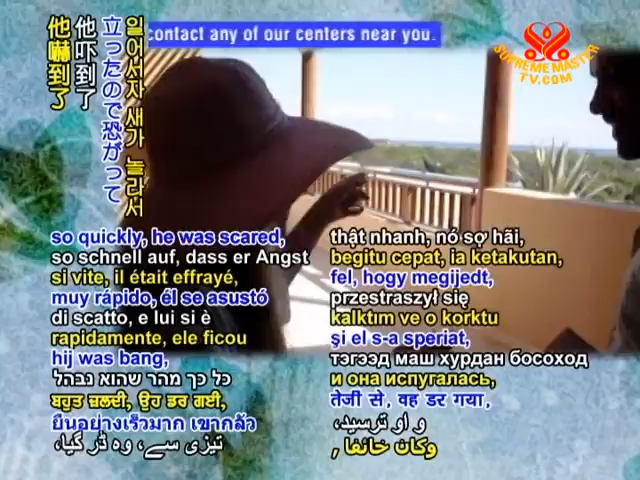 contact any of our centers near you.
SUPREME MASTER
TV.COM
일어서자 새가 놀라서
立ったので恐がって
他吓到了
他嚇到了
so quickly, he was scared,
so schnell auf, dass er Angst
si vite, il était effrayé,
muy rápido, él se asustó
di scatto, e lui si è
rapidamente, ele ficou
hij was bang,
כל כך מהר שהוא נבהל
ਬਹੁਤ ਜ਼ਲਦੀ, ਉਹ ਡਰ ਗਈ,
ยืนอย่างเร็วมาก เขากลัว
تیزی سے، وہ ڈر گیا،
thật nhanh, nó sợ hãi,
begitu cepat, ia ketakutan,
fel, hogy megijedt,
przestraszył się
kalktım ve o korktu
şi el s-a speriat,
тэгээд маш хурдан босоход
и она испугалась,
तेजी से, वह डर गया,
و او ترسید،
وكان خائفا ,